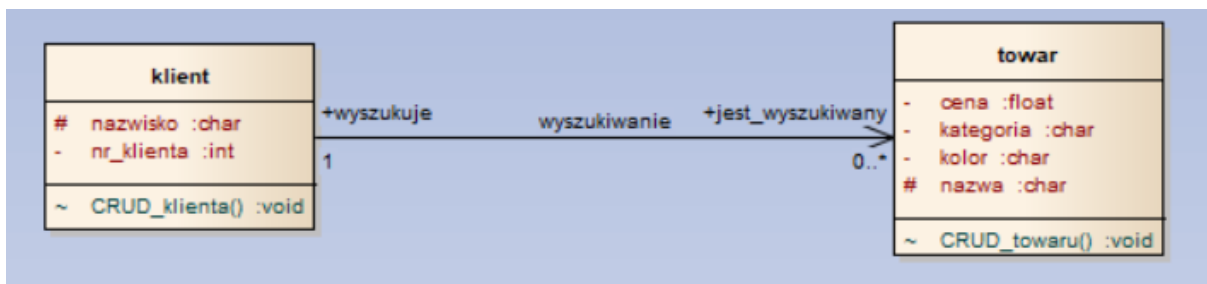 klient
# nazwisko :char
- nr_klienta :int
~ CRUD_klienta() :void
+wyszukuje
1
wyszukiwanie
+jest_wyszukiwany
0..*
towar
- cena :float
- kategoria :char
- kolor :char
# nazwa :char
~ CRUD_towaru() :void